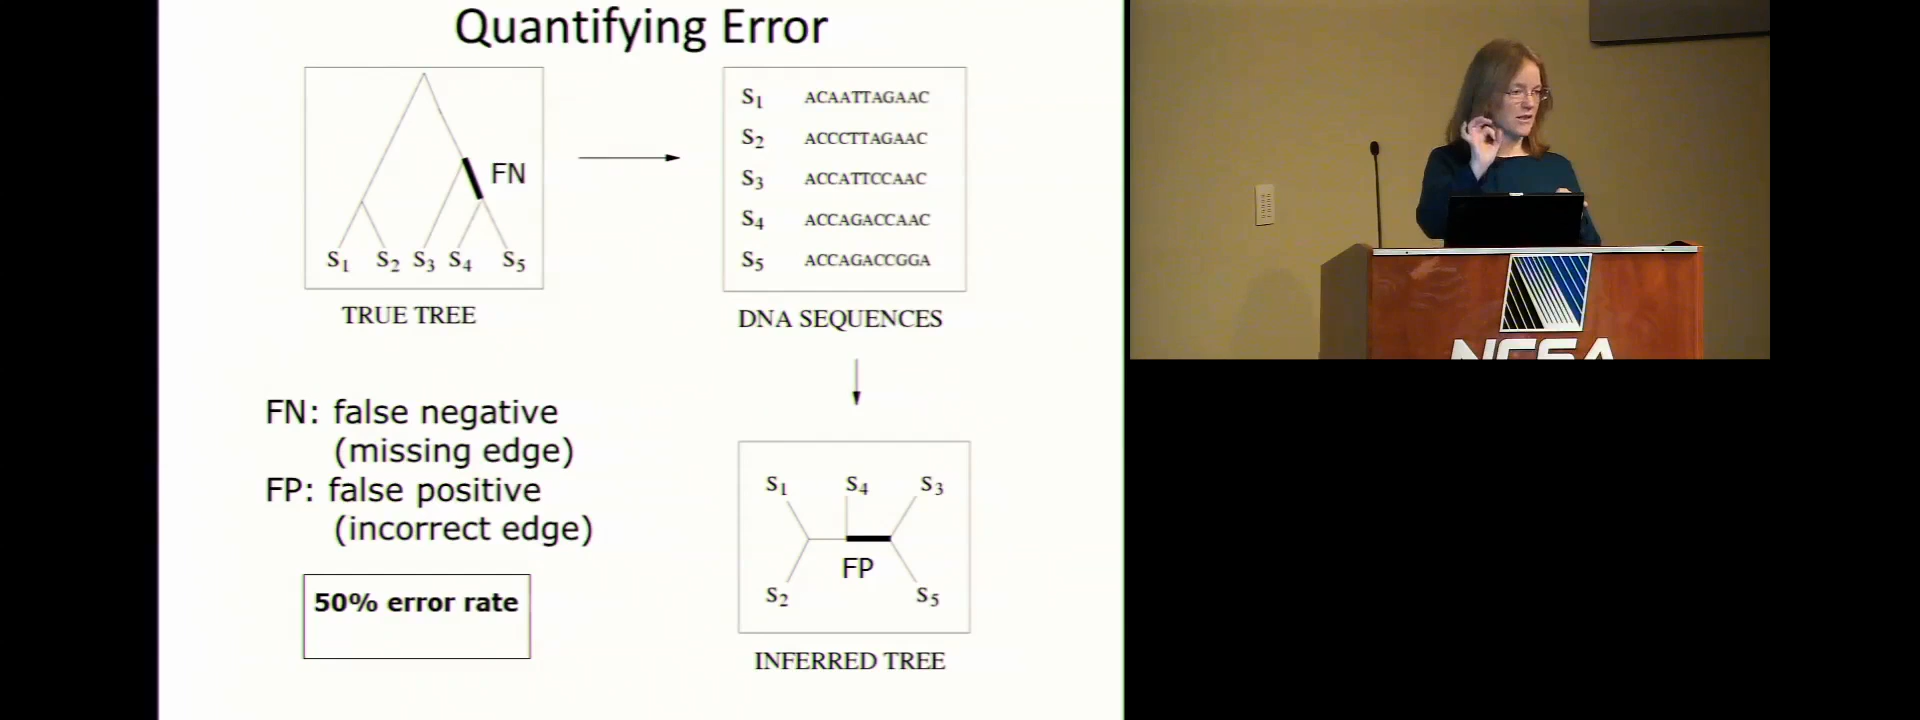 Quantifying Error
FN
S1 S2 S3 S4 S5
TRUE TREE
S1 ACAATTAGAAC
S2 ACCCTTAGAAC
S3 ACCATTCCAAC
S4 ACCAGACCAAC
S5 ACCAGACCGGA
DNA SEQUENCES
FN: false negative
(missing edge)
FP: false positive
(incorrect edge)
50% error rate
S1 S4 S3
FP
S2 S5
INFERRED TREE
NCSA